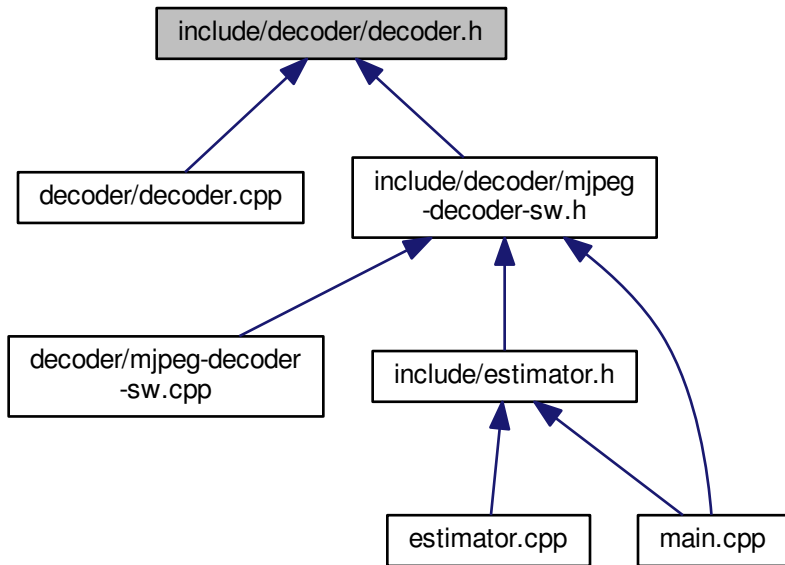 include/decoder/decoder.h
decoder/decoder.cpp
include/decoder/mjpeg
-decoder-sw.h
decoder/mjpeg-decoder
-sw.cpp
include/estimator.h
estimator.cpp
main.cpp